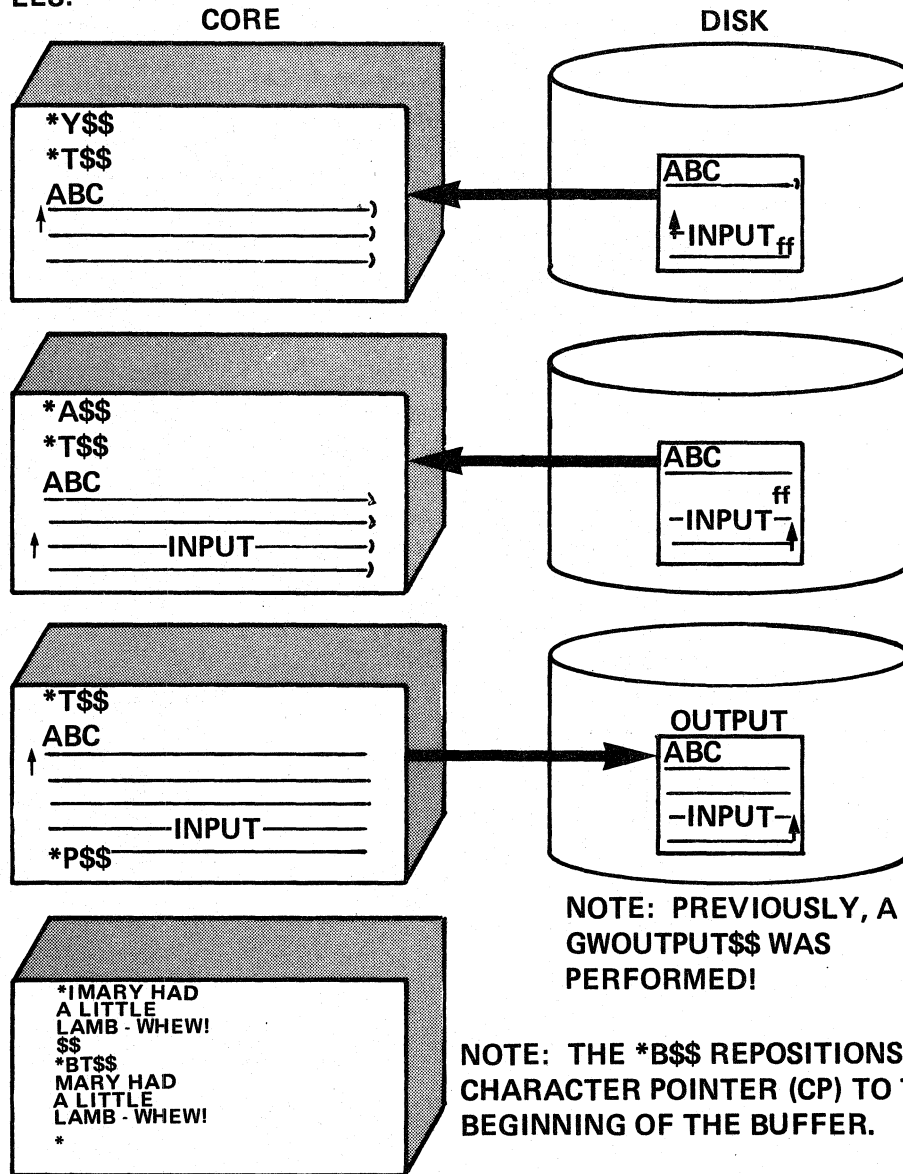 CORE
DISK
*Y$$
*T$$
ABC
ABC
INPUT ff
*A$$
*T$$
ABC
INPUT
ABC
ff
-INPUT-
*T$$
ABC
INPUT
*P$$
OUTPUT
ABC
-INPUT-
NOTE: PREVIOUSLY, A
GWOUTPUT$$ WAS
PERFORMED!
*IMARY HAD
A LITTLE
LAMB - WHEW!
$$
*BT$$
MARY HAD
A LITTLE
LAMB - WHEW!
*
NOTE: THE *B$$ REPOSITIONS
CHARACTER POINTER (CP) TO
BEGINNING OF THE BUFFER.